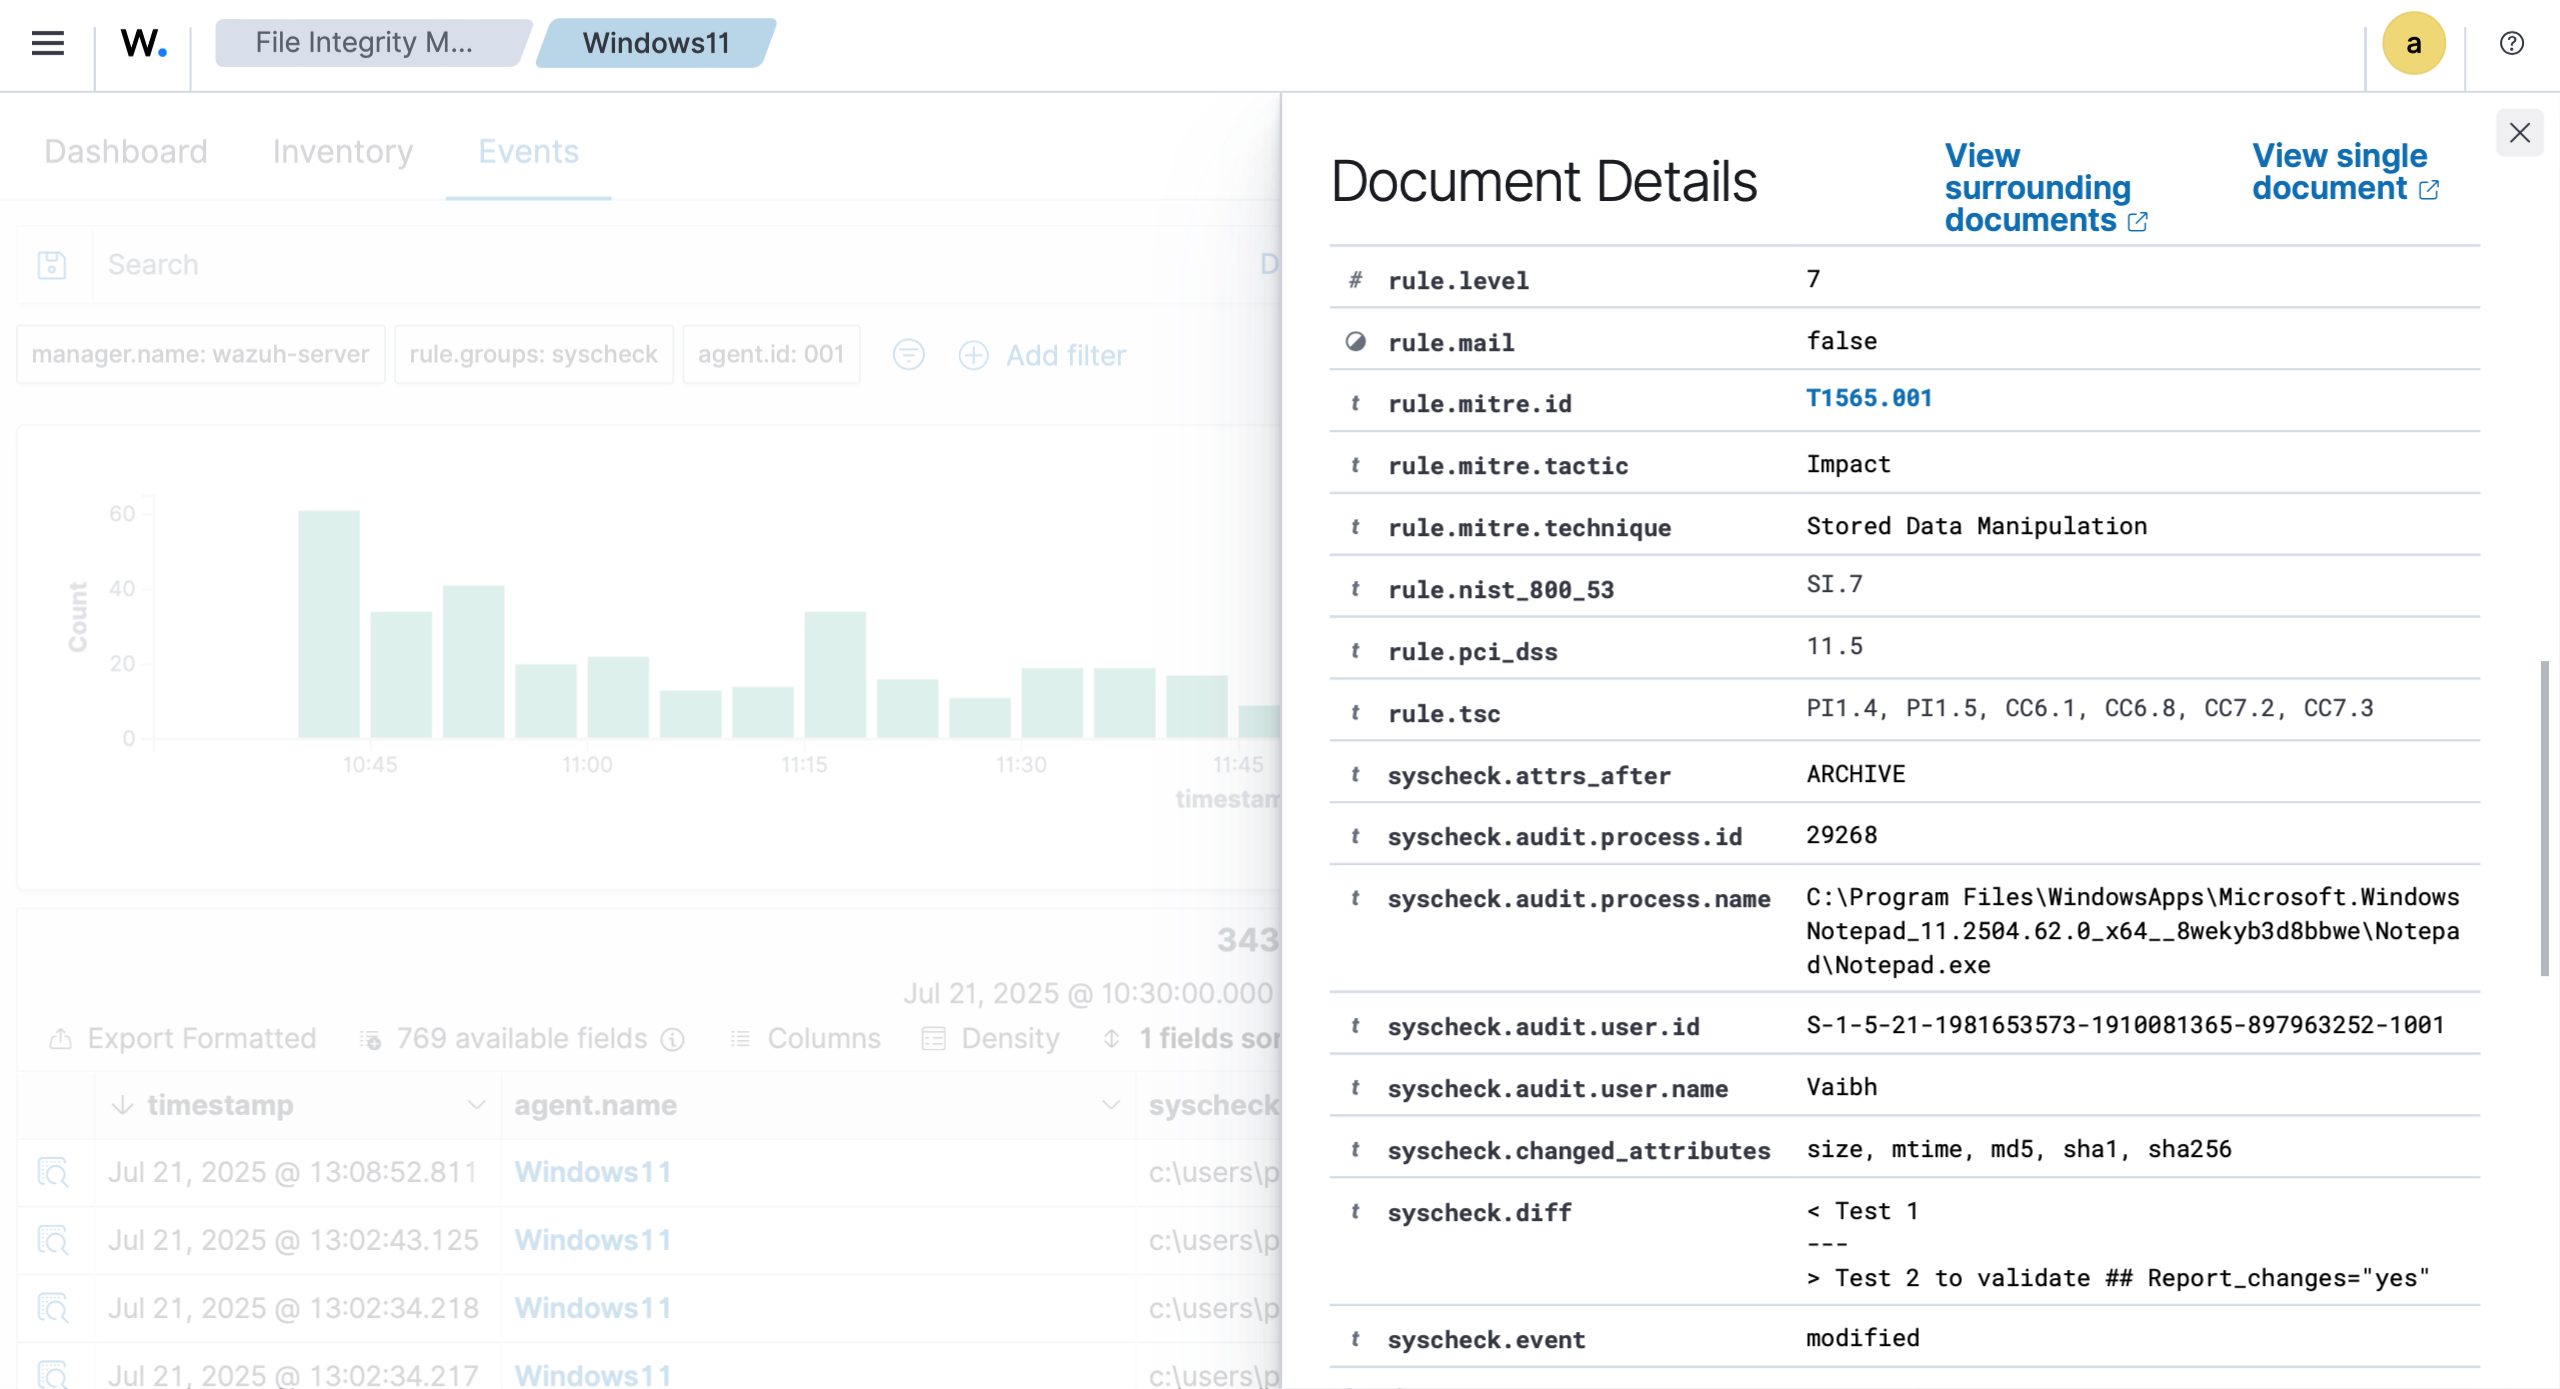 W.
File Integrity M...
Windows11
a
Dashboard
Inventory
Events
Search
D
manager.name: wazuh-server
rule.groups: syscheck
agent.id: 001
Add filter
Count
60
40
20
0
10:45
11:00
11:15
11:30
11:45
timestam
343
Jul 21, 2025 @ 10:30:00.000
Export Formatted
769 available fields
Columns
Density
1 fields sor
timestamp
agent.name
syscheck
Jul 21, 2025 @ 13:08:52.811
Windows11
c:\users\p
Jul 21, 2025 @ 13:02:43.125
Windows11
c:\users\p
Jul 21, 2025 @ 13:02:34.218
Windows11
c:\users\p
Jul 21, 2025 @ 13:02:34.217
Windows11
c:\users\p
Document Details
View
surrounding
documents
View single
document
# rule.level 7
rule.mail false
t rule.mitre.id T1565.001
t rule.mitre.tactic Impact
t rule.mitre.technique Stored Data Manipulation
t rule.nist_800_53 SI.7
t rule.pci_dss 11.5
t rule.tsc PI1.4, PI1.5, CC6.1, CC6.8, CC7.2, CC7.3
t syscheck.attrs_after ARCHIVE
t syscheck.audit.process.id 29268
t syscheck.audit.process.name C:\Program Files\WindowsApps\Microsoft.Windows
Notepad_11.2504.62.0_x64__8wekyb3d8bbwe\Notepa
d\Notepad.exe
t syscheck.audit.user.id S-1-5-21-1981653573-1910081365-897963252-1001
t syscheck.audit.user.name Vaibh
t syscheck.changed_attributes size, mtime, md5, sha1, sha256
t syscheck.diff < Test 1
---
> Test 2 to validate ## Report_changes="yes"
t syscheck.event modified